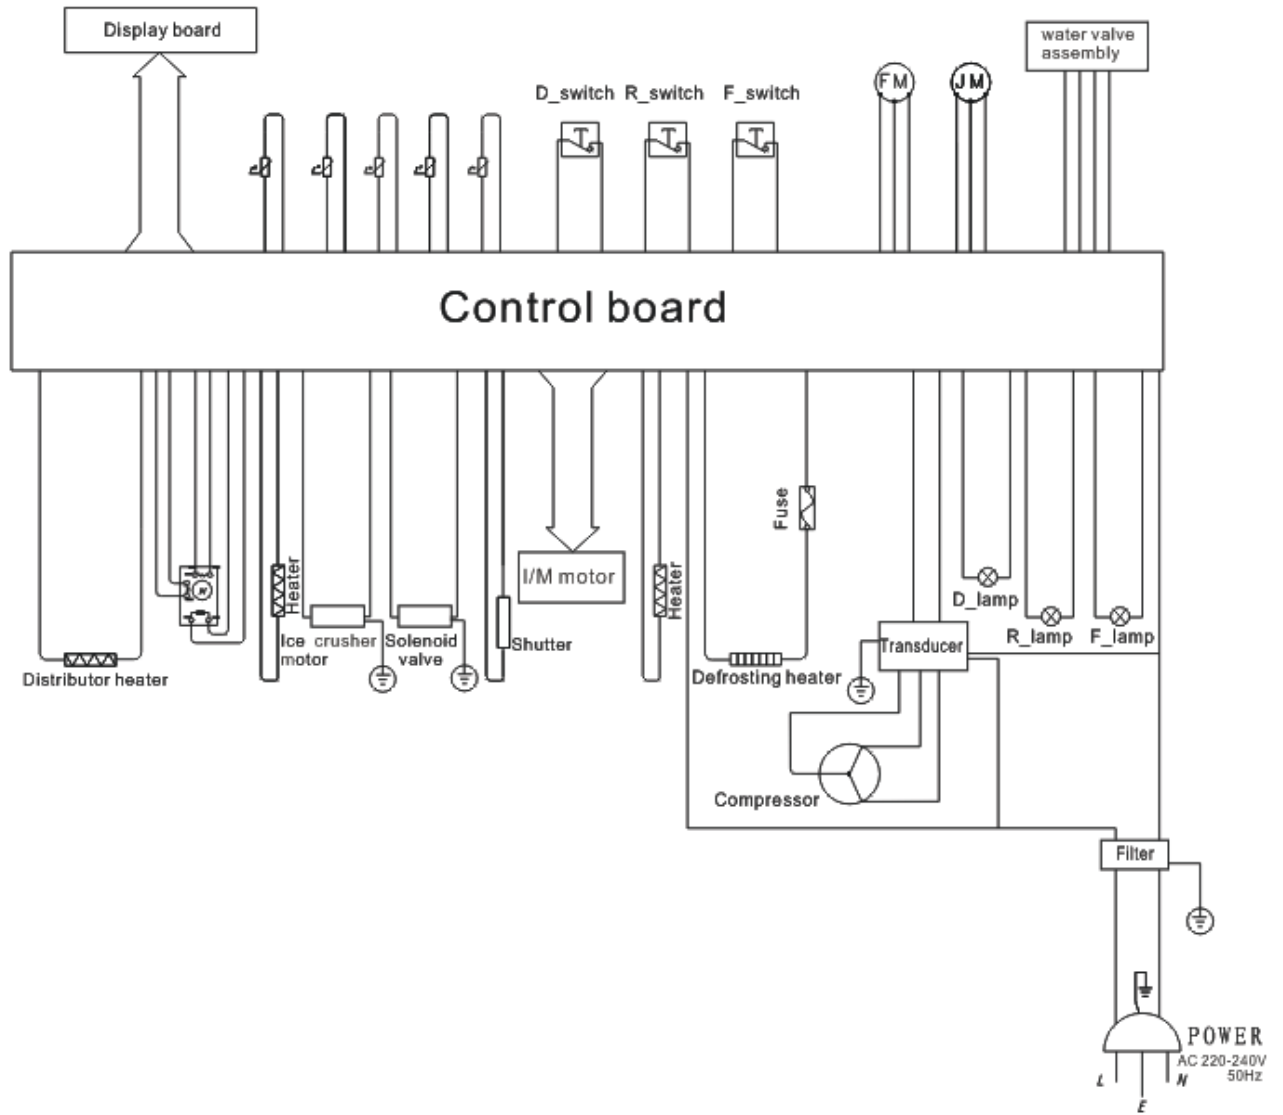 Display board
water valve
assembly
FM
JM
D_switch
R_switch
F_switch
Control board
Fuse
Heater
I/M motor
Heater
D_lamp
R_lamp
F_lamp
Ice crusher
motor
Solenoid
valve
Shutter
Transducer
Distributor heater
Defrosting heater
Compressor
Filter
POWER
AC 220-240V
50Hz
L
N
E